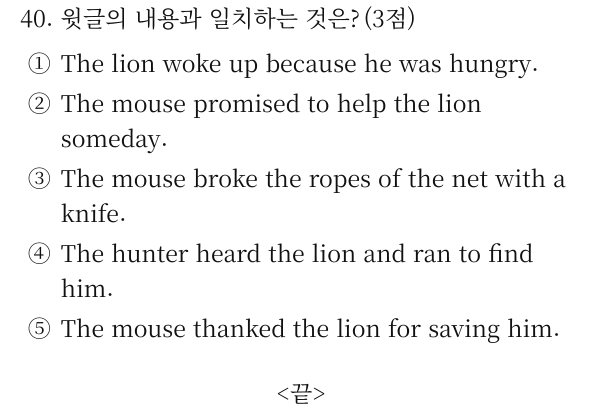 40. 윗글의 내용과 일치하는 것은? (3점)
① The lion woke up because he was hungry.
② The mouse promised to help the lion
someday.
③ The mouse broke the ropes of the net with a
knife.
④ The hunter heard the lion and ran to find
him.
⑤ The mouse thanked the lion for saving him.
<끝>